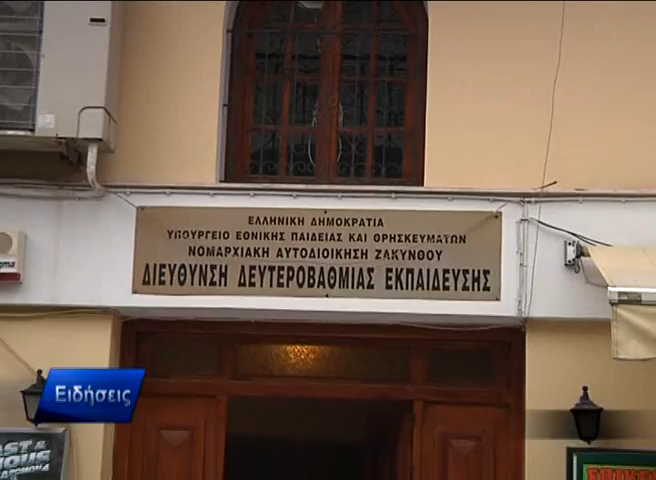 ΕΛΛΗΝΙΚΗ ΔΗΜΟΚΡΑΤΙΑ
ΥΠΟΥΡΓΕΙΟ ΕΘΝΙΚΗΣ ΠΑΙΔΕΙΑΣ ΚΑΙ ΘΡΗΣΚΕΥΜΑΤΩΝ
ΝΟΜΑΡΧΙΑΚΗ ΑΥΤΟΔΙΟΙΚΗΣΗ ΖΑΚΥΝΘΟΥ
ΔΙΕΥΘΥΝΣΗ ΔΕΥΤΕΡΟΒΑΘΜΙΑΣ ΕΚΠΑΙΔΕΥΣΗΣ
Ειδήσεις